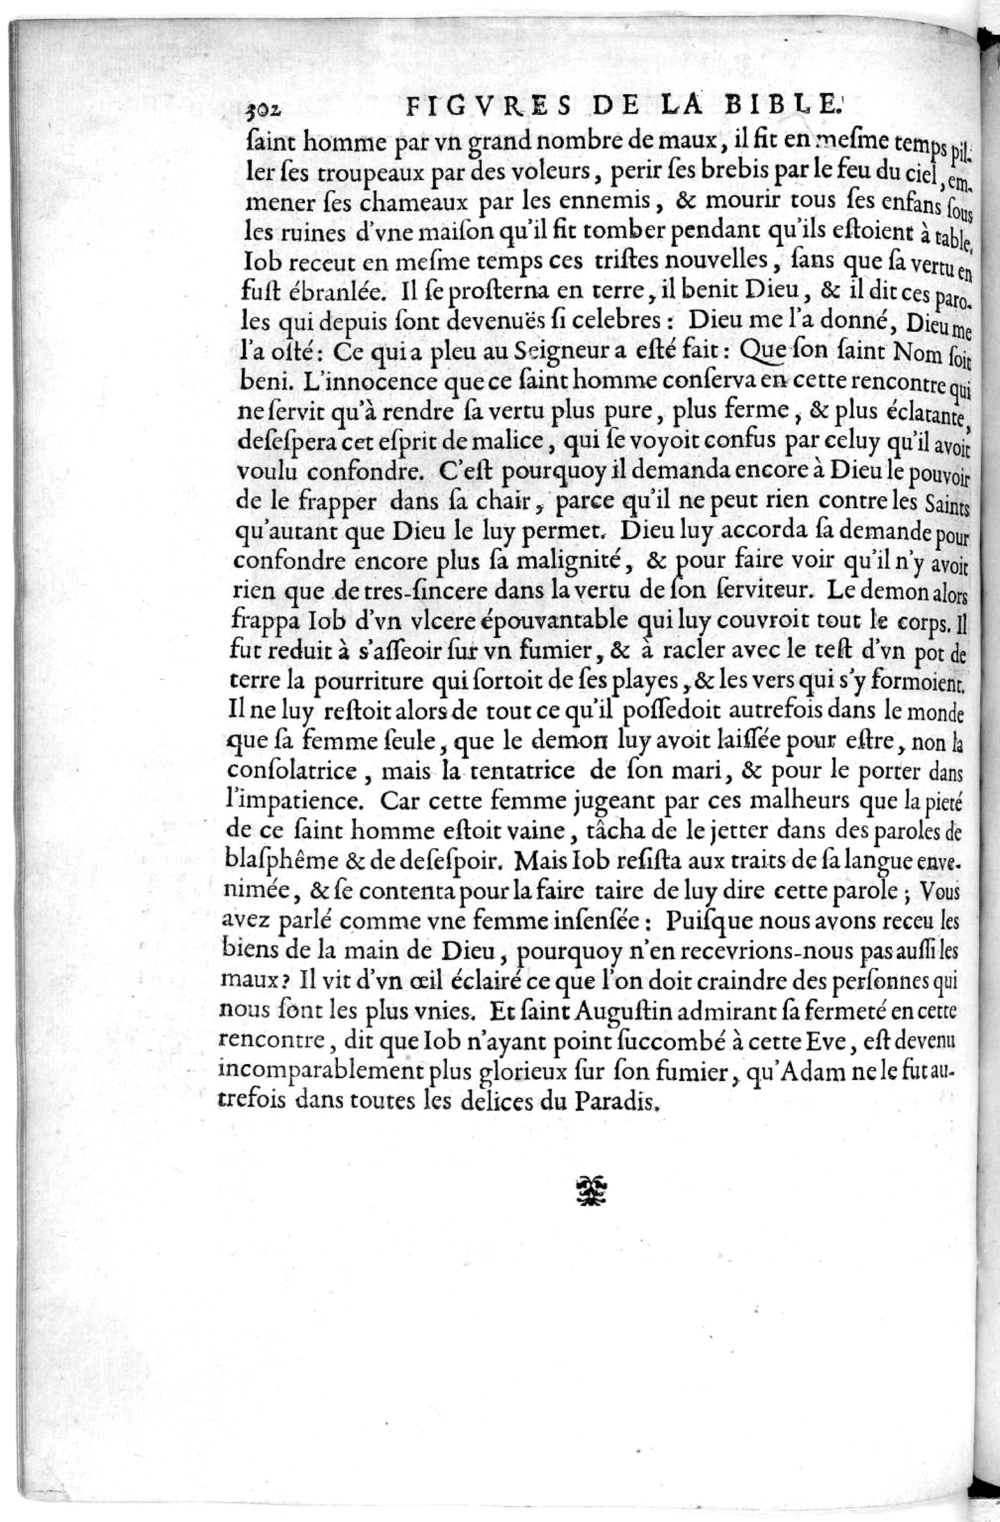 302 FIGVRES DE LA BIBLE.
ſaint homme par vn grand nombre de maux, il fit en meſme temps pil-
ler ſes troupeaux par des voleurs, perir ſes brebis par le feu du ciel, em-
mener ſes chameaux par les ennemis, & mourir tous ſes enfans ſous
les ruines d'vne maiſon qu'il fit tomber pendant qu'ils eſtoient à table.
Iob receut en meſme temps ces triſtes nouvelles, ſans que ſa vertu en
fuſt ébranlée. Il ſe proſterna en terre, il benit Dieu, & il dit ces paro-
les qui depuis ſont devenuës ſi celebres : Dieu me l'a donné, Dieu me
l'a oſté: Ce qui a pleu au Seigneur a eſté fait : Que ſon ſaint Nom ſoit
beni. L'innocence que ce ſaint homme conſerva en cette rencontre qui
ne ſervit qu'à rendre ſa vertu plus pure, plus ferme, & plus éclatante,
deſeſpera cet eſprit de malice, qui ſe voyoit confus par celuy qu'il avoit
voulu confondre. C'eſt pourquoy il demanda encore à Dieu le pouvoir
de le frapper dans ſa chair, parce qu'il ne peut rien contre les Saints
qu'autant que Dieu le luy permet. Dieu luy accorda ſa demande pour
confondre encore plus ſa malignité, & pour faire voir qu'il n'y avoit
rien que de tres-ſincere dans la vertu de ſon ſerviteur. Le demon alors
frappa Iob d'vn vlcere épouvantable qui luy couvroit tout le corps. Il
fut reduit à s'aſſeoir ſur vn fumier, & à racler avec le teſt d'vn pot de
terre la pourriture qui ſortoit de ſes playes, & les vers qui s'y formoient.
Il ne luy reſtoit alors de tout ce qu'il poſſedoit autrefois dans le monde
que ſa femme ſeule, que le demon luy avoit laiſſée pour eſtre, non la
conſolatrice, mais la tentatrice de ſon mari, & pour le porter dans
l'impatience. Car cette femme jugeant par ces malheurs que la pieté
de ce ſaint homme eſtoit vaine, tâcha de le jetter dans des paroles de
blaſphême & de deſeſpoir. Mais Iob reſiſta aux traits de ſa langue enve-
nimée, & ſe contenta pour la faire taire de luy dire cette parole ; Vous
avez parlé comme vne femme inſenſée : Puiſque nous avons receu les
biens de la main de Dieu, pourquoy n'en recevrions-nous pas auſſi les
maux? Il vit d'vn œil éclairé ce que l'on doit craindre des perſonnes qui
nous ſont les plus vnies. Et ſaint Auguſtin admirant ſa fermeté en cette
rencontre, dit que Iob n'ayant point ſuccombé à cette Eve, eſt devenu
incomparablement plus glorieux ſur ſon fumier, qu'Adam ne le fut au-
trefois dans toutes les delices du Paradis.